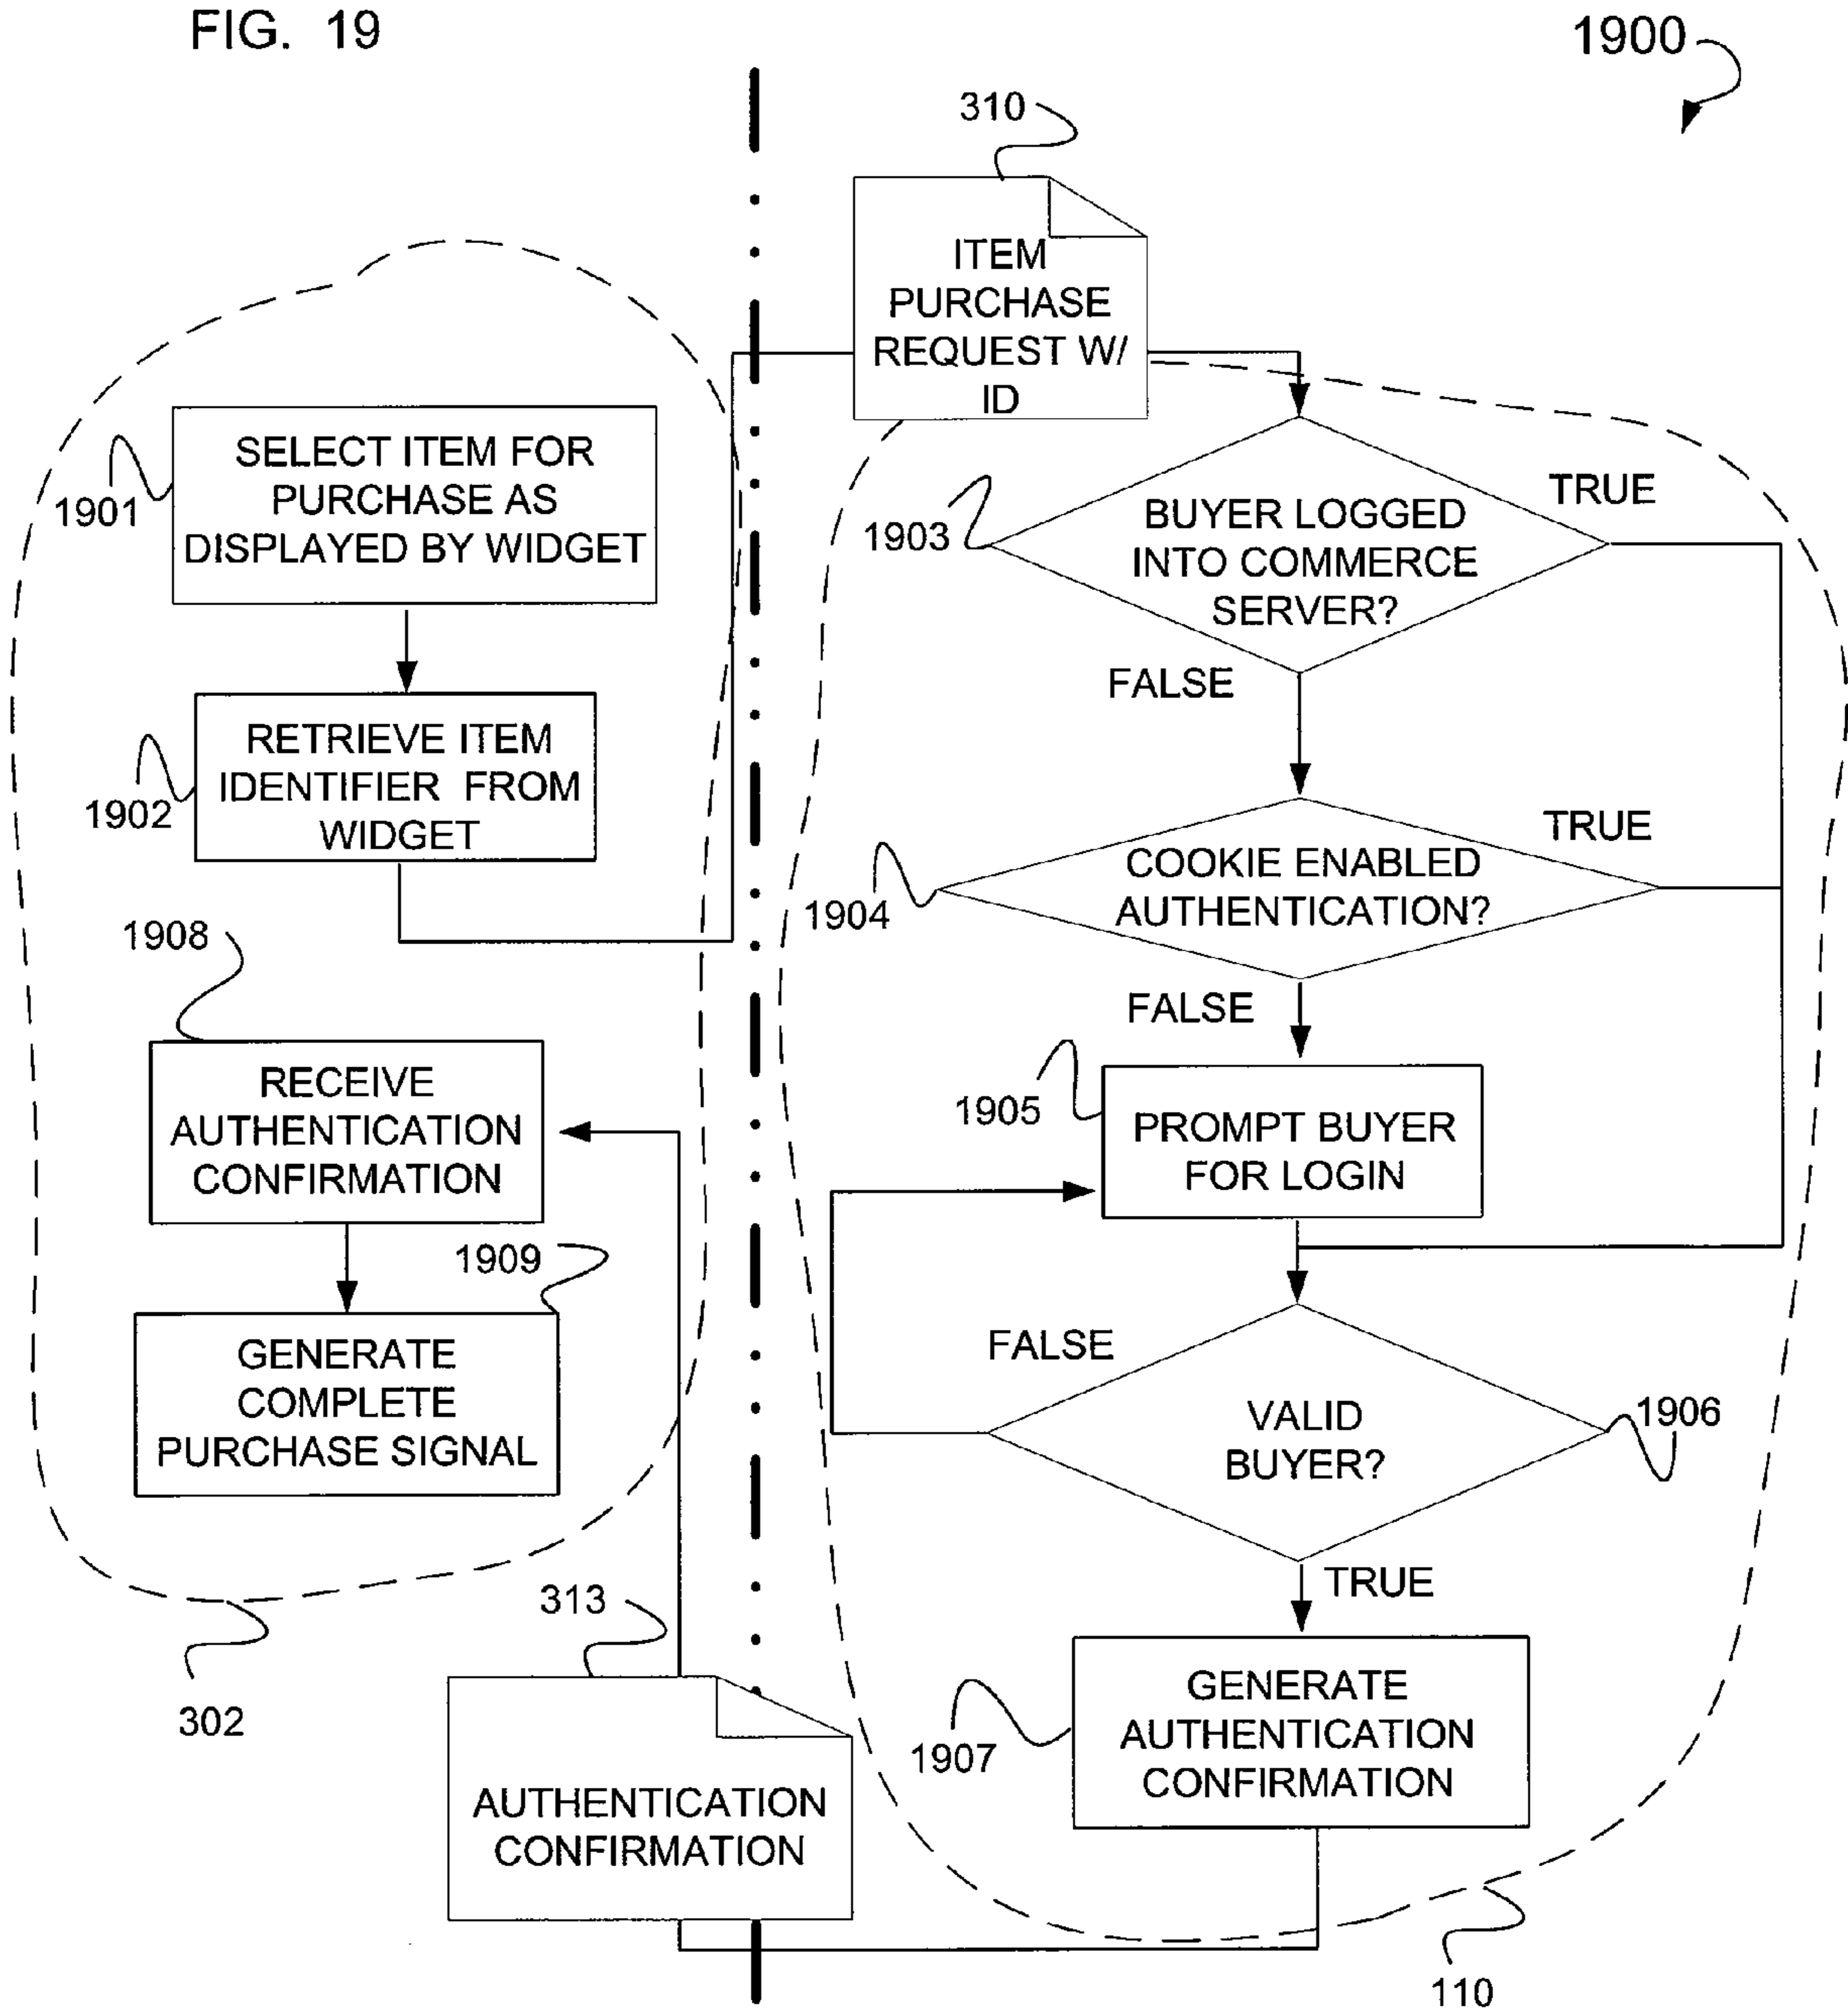 FIG. 19
1900
310
ITEM
PURCHASE
REQUEST W/
ID
SELECT ITEM FOR
PURCHASE AS
DISPLAYED BY WIDGET
1901
RETRIEVE ITEM
IDENTIFIER FROM
WIDGET
1902
BUYER LOGGED
INTO COMMERCE
SERVER?
1903
TRUE
FALSE
COOKIE ENABLED
AUTHENTICATION?
1904
TRUE
FALSE
PROMPT BUYER
FOR LOGIN
1905
VALID
BUYER?
1906
FALSE
TRUE
GENERATE
AUTHENTICATION
CONFIRMATION
1907
1908
RECEIVE
AUTHENTICATION
CONFIRMATION
1909
GENERATE
COMPLETE
PURCHASE SIGNAL
302
313
AUTHENTICATION
CONFIRMATION
110